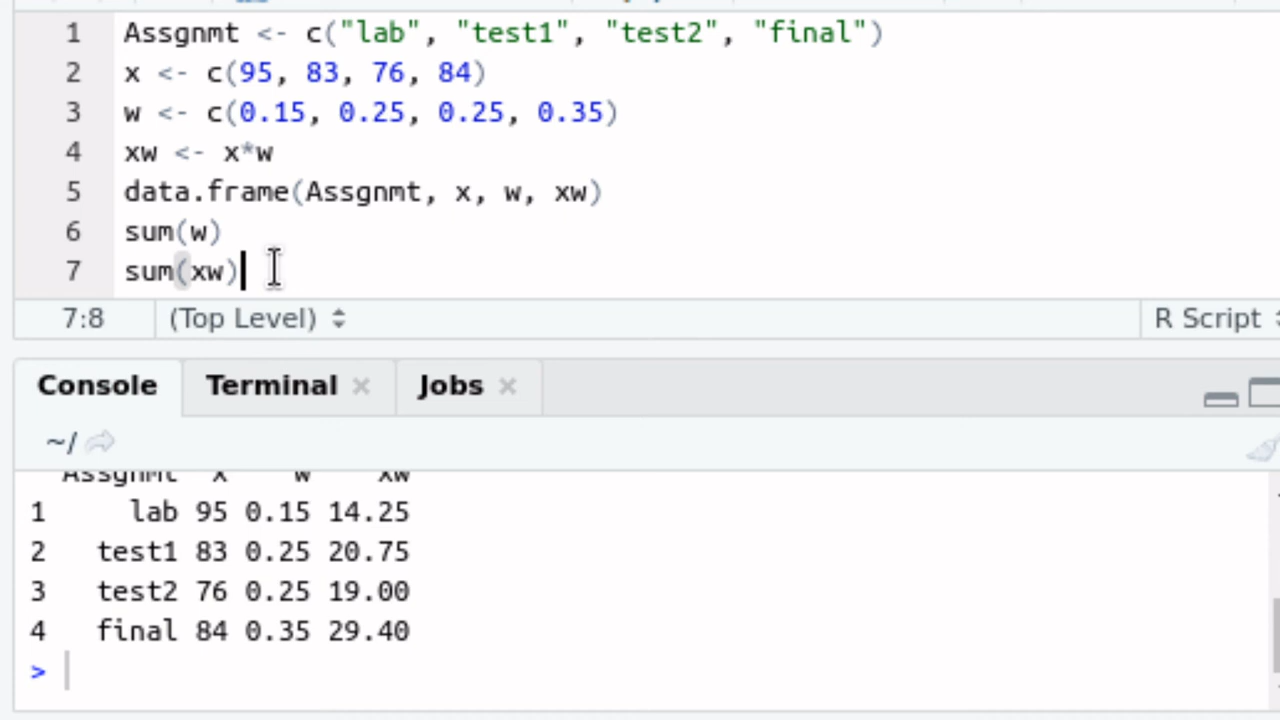 1 Assgnmt <- c("lab", "test1", "test2", "final")
2 x <- c(95, 83, 76, 84)
3 w <- c(0.15, 0.25, 0.25, 0.35)
4 xw <- x*w
5 data.frame(Assgnmt, x, w, xw)
6 sum(w)
7 sum(xw)
7:8 (Top Level) R Script
Console Terminal Jobs
~/
Assgnmt x w xw
1 lab 95 0.15 14.25
2 test1 83 0.25 20.75
3 test2 76 0.25 19.00
4 final 84 0.35 29.40
>